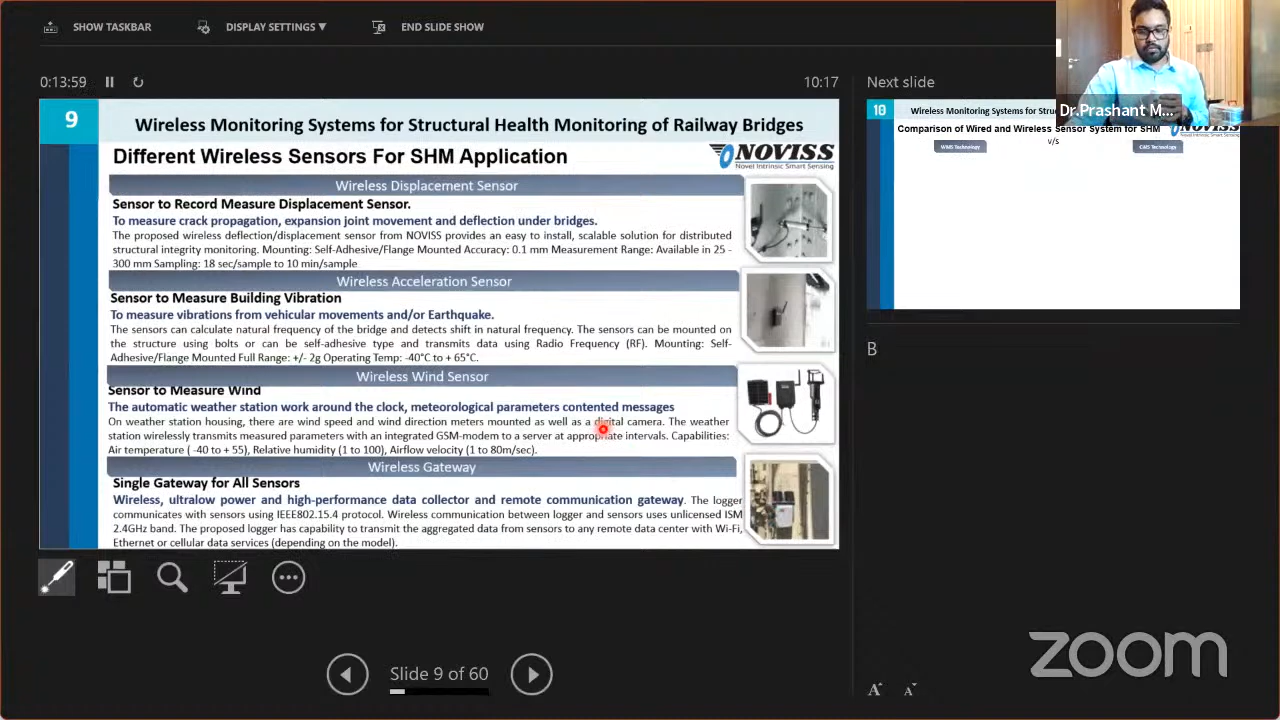 SHOW TASKBAR
DISPLAY SETTINGS ▼
END SLIDE SHOW
0:13:59
10:17
Next slide
Dr.Prashant M...
9
Wireless Monitoring Systems for Structural Health Monitoring of Railway Bridges
Different Wireless Sensors For SHM Application
NOVISS
Novel Intrinsic Smart Sensing
Wireless Displacement Sensor
Sensor to Record Measure Displacement Sensor.
To measure crack propagation, expansion joint movement and deflection under bridges.
The proposed wireless deflection/displacement sensor from NOVISS provides an easy to install, scalable solution for distributed
structural integrity monitoring. Mounting: Self-Adhesive/Flange Mounted Accuracy: 0.1 mm Measurement Range: Available in 25 -
300 mm Sampling: 18 sec/sample to 10 min/sample
Wireless Acceleration Sensor
Sensor to Measure Building Vibration
To measure vibrations from vehicular movements and/or Earthquake.
The sensors can calculate natural frequency of the bridge and detects shift in natural frequency. The sensors can be mounted on
the structure using bolts or can be self-adhesive type and transmits data using Radio Frequency (RF). Mounting: Self-
Adhesive/Flange Mounted Full Range: +/- 2g Operating Temp: -40°C to + 65°C.
Wireless Wind Sensor
Sensor to Measure Wind
The automatic weather station work around the clock, meteorological parameters contented messages
On weather station housing, there are wind speed and wind direction meters mounted as well as a digital camera. The weather
station wirelessly transmits measured parameters with an integrated GSM-modem to a server at appropriate intervals. Capabilities:
Air temperature ( -40 to + 55), Relative humidity (1 to 100), Airflow velocity (1 to 80m/sec).
Wireless Gateway
Single Gateway for All Sensors
Wireless, ultralow power and high-performance data collector and remote communication gateway. The logger
communicates with sensors using IEEE802.15.4 protocol. Wireless communication between logger and sensors uses unlicensed ISM
2.4GHz band. The proposed logger has capability to transmit the aggregated data from sensors to any remote data center with Wi-Fi,
Ethernet or cellular data services (depending on the model).
10
Wireless Monitoring Systems for Struc
Comparison of Wired and Wireless Sensor System for SHM
NOVISS
Novel Intrinsic Smart Sensing
v/s
WMS Technology
CMS Technology
B
Slide 9 of 60
A A
zoom